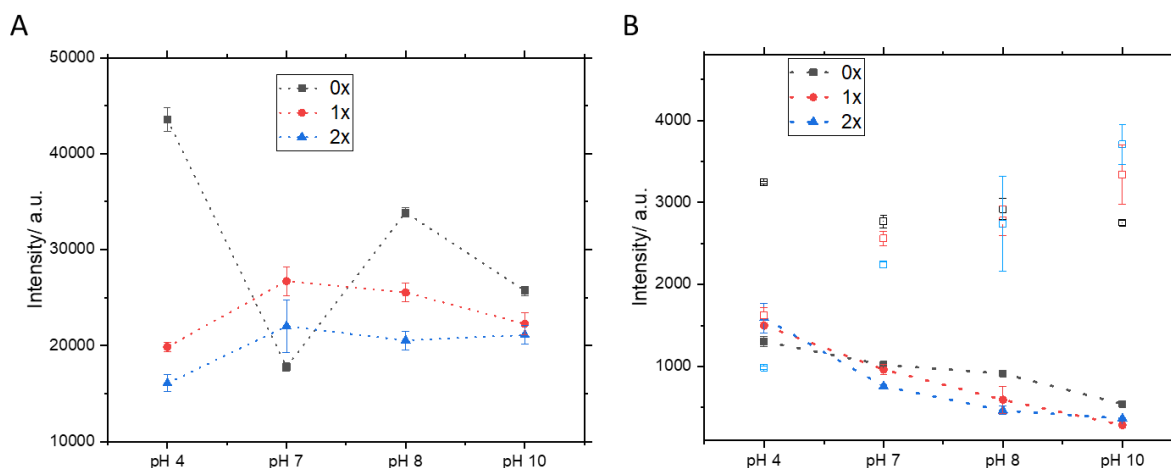 A
B
50000
40000
30000
20000
10000
Intensity/ a.u.
0x
1x
2x
pH 4
pH 7
pH 8
pH 10
4000
3000
2000
1000
Intensity/ a.u.
0x
1x
2x
pH 4
pH 7
pH 8
pH 10